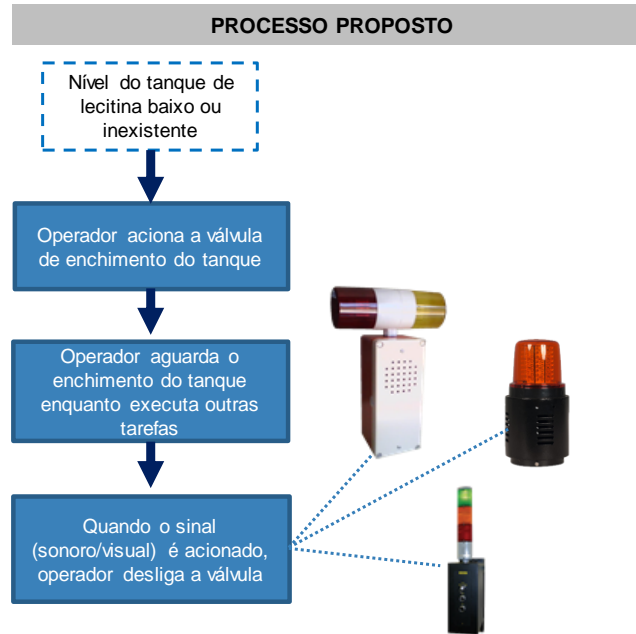 PROCESSO PROPOSTO
Nível do tanque de
lecitina baixo ou
inexistente
Operador aciona a válvula
de enchimento do tanque
Operador aguarda o
enchimento do tanque
enquanto executa outras
tarefas
Quando o sinal
(sonoro/visual) é acionado,
operador desliga a válvula